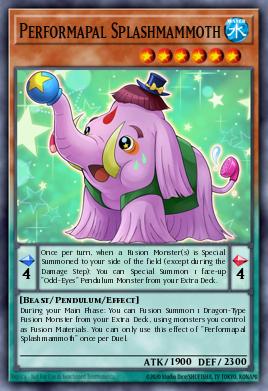 PERFORMAPAL SPLASHMAMMOTH
WATER
水
Once per turn, when a Fusion Monster(s) is Special
Summoned to your side of the field (except during the
Damage Step): You can Special Summon 1 face-up
"Odd-Eyes" Pendulum Monster from your Extra Deck.
4
4
[BEAST/PENDULUM/EFFECT]
During your Main Phase: You can Fusion Summon 1 Dragon-Type
Fusion Monster from your Extra Deck, using monsters you control
as Fusion Materials. You can only use this effect of "Performapal
Splashmammoth" once per Duel.
ATK/1900 DEF/2300